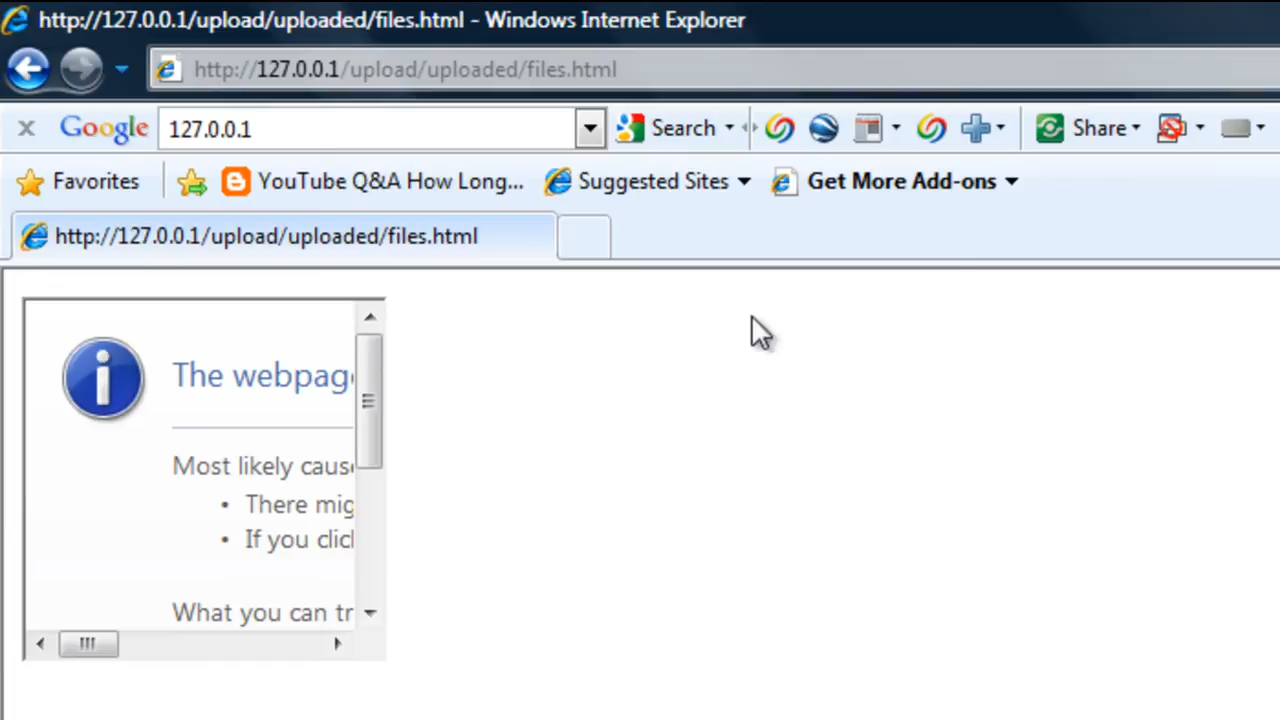 http://127.0.0.1/upload/uploaded/files.html - Windows Internet Explorer
http://127.0.0.1/upload/uploaded/files.html
Google 127.0.0.1 Search Share
Favorites YouTube Q&A How Long... Suggested Sites Get More Add-ons
http://127.0.0.1/upload/uploaded/files.html
The webpage
Most likely caus
• There mig
• If you clic
What you can tr